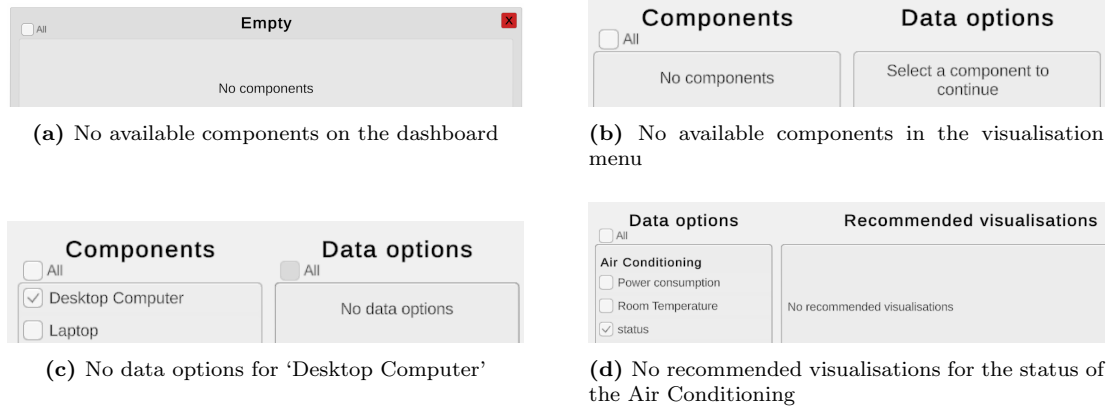 Empty
X
All
No components
(a) No available components on the dashboard
Components
Data options
All
No components
Select a component to
continue
(b) No available components in the visualisation
menu
Components
Data options
All
All
Desktop Computer
No data options
Laptop
(c) No data options for ‘Desktop Computer’
Data options
Recommended visualisations
All
Air Conditioning
Power consumption
Room Temperature
No recommended visualisations
status
(d) No recommended visualisations for the status of
the Air Conditioning